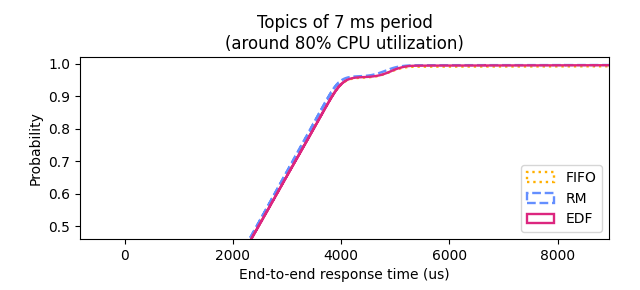 Topics of 7 ms period
(around 80% CPU utilization)
Probability
1.0
0.9
0.8
0.7
0.6
0.5
FIFO
RM
EDF
0 2000 4000 6000 8000
End-to-end response time (us)